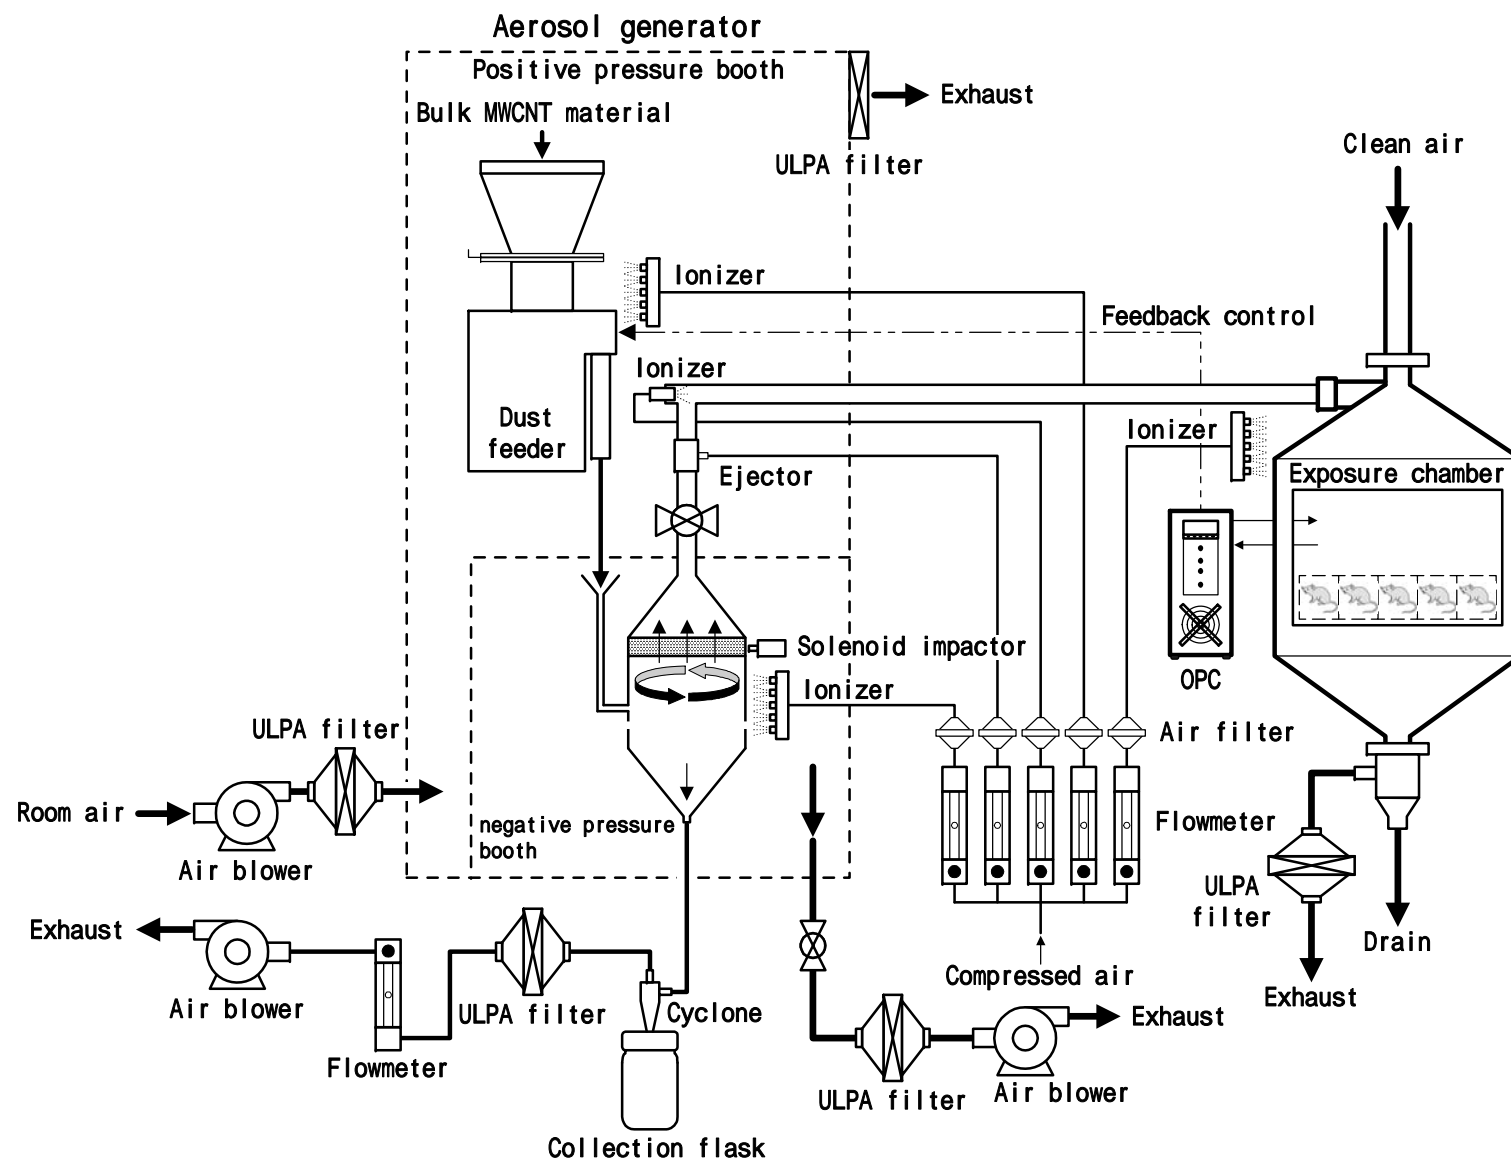 Aerosol generator
Positive pressure booth
Bulk MWCNT material
Exhaust
ULPA filter
Clean air
Ionizer
Feedback control
Ionizer
Dust
feeder
Ionizer
Ejector
Exposure chamber
Solenoid impactor
OPC
Ionizer
ULPA filter
Air filter
Room air
negative pressure
booth
Flowmeter
Air blower
ULPA
filter
Exhaust
Drain
Compressed air
Air blower
ULPA filter
Cyclone
Exhaust
Exhaust
Flowmeter
ULPA filter
Air blower
Collection flask